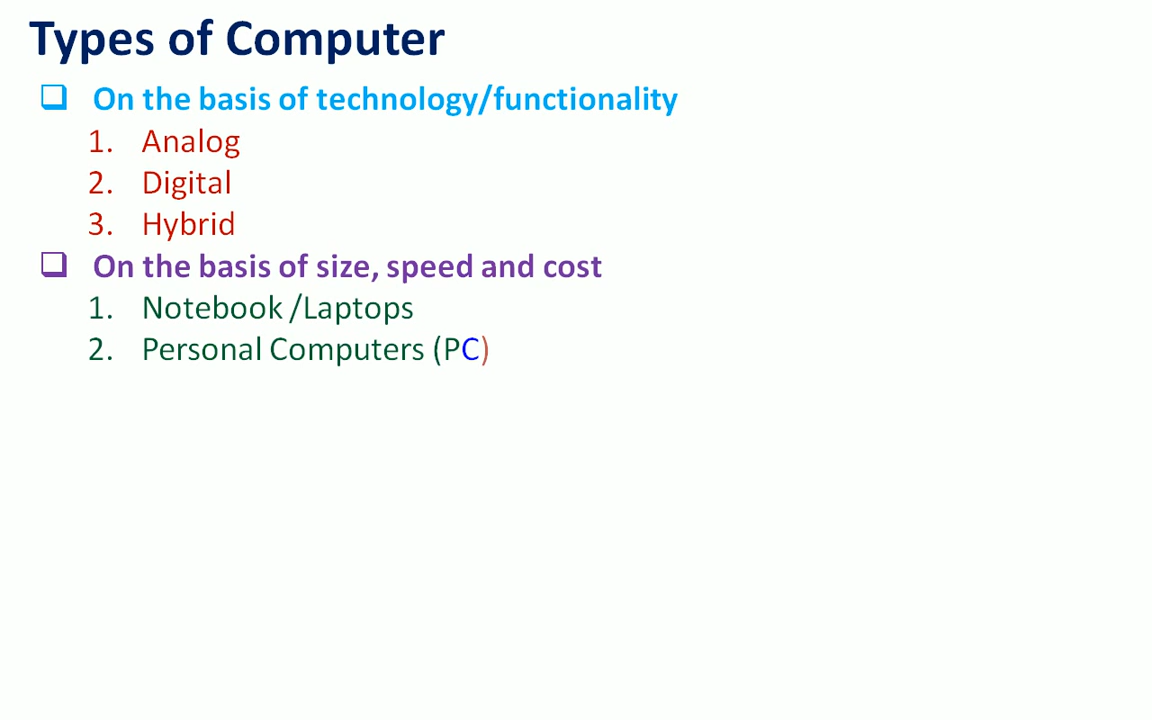 Types of Computer
❑ On the basis of technology/functionality
1. Analog
2. Digital
3. Hybrid
❑ On the basis of size, speed and cost
1. Notebook /Laptops
2. Personal Computers (PC)